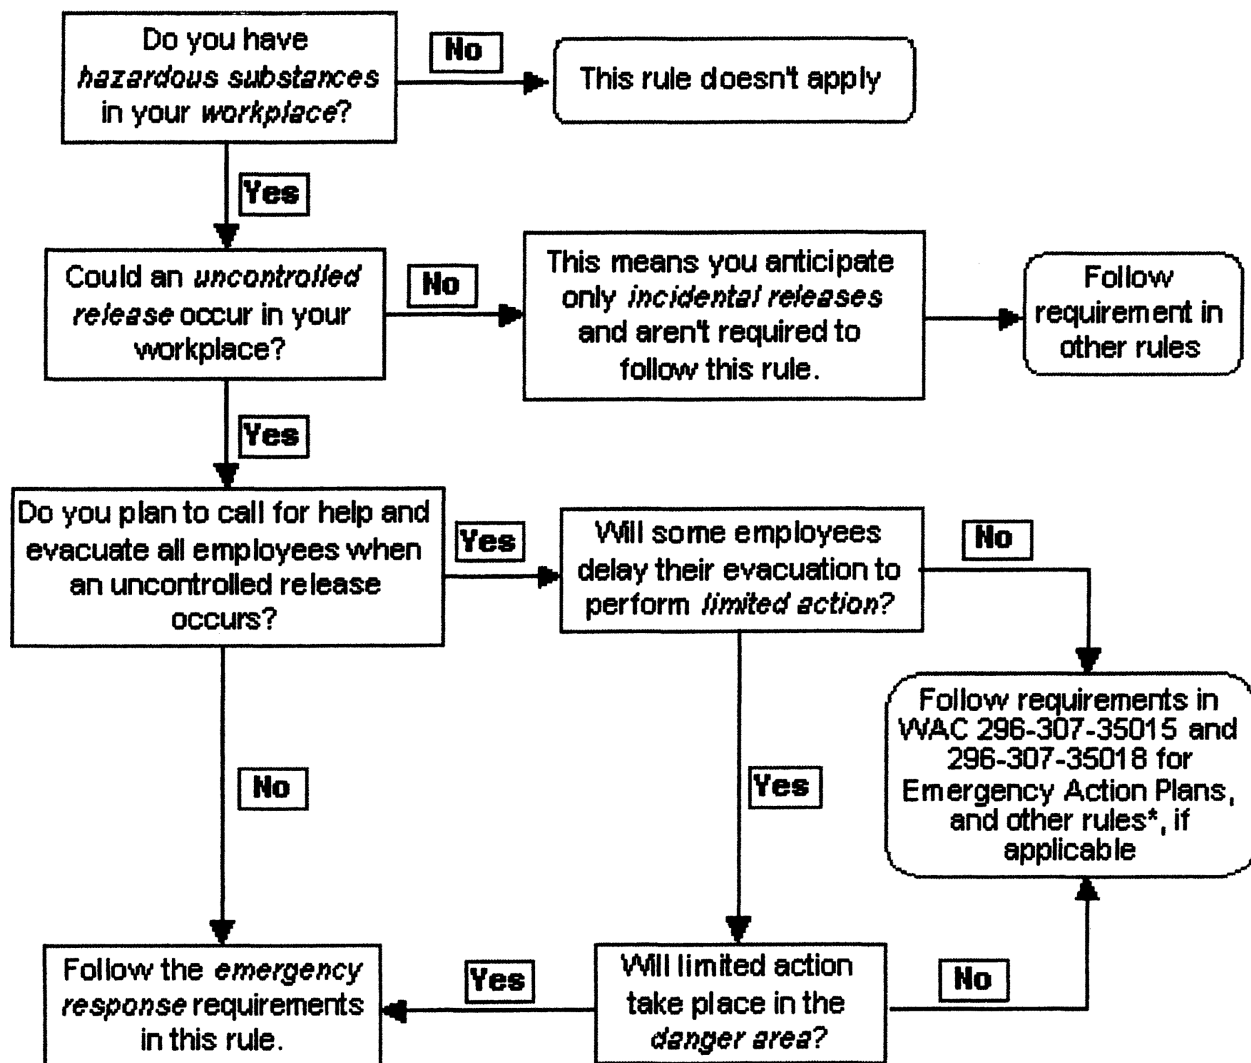 Do you have
hazardous substances
in your workplace?
No
This rule doesn't apply
Yes
Could an uncontrolled
release occur in your
workplace?
No
This means you anticipate
only incidental releases
and aren't required to
follow this rule.
Follow
requirement in
other rules
Yes
Do you plan to call for help and
evacuate all employees when
an uncontrolled release
occurs?
Yes
Will some employees
delay their evacuation to
perform limited action?
No
Follow requirements in
WAC 296-307-35015 and
296-307-35018 for
Emergency Action Plans,
and other rules*, if
applicable
No
Yes
Follow the emergency
response requirements
in this rule.
Yes
Will limited action
take place in the
danger area?
No